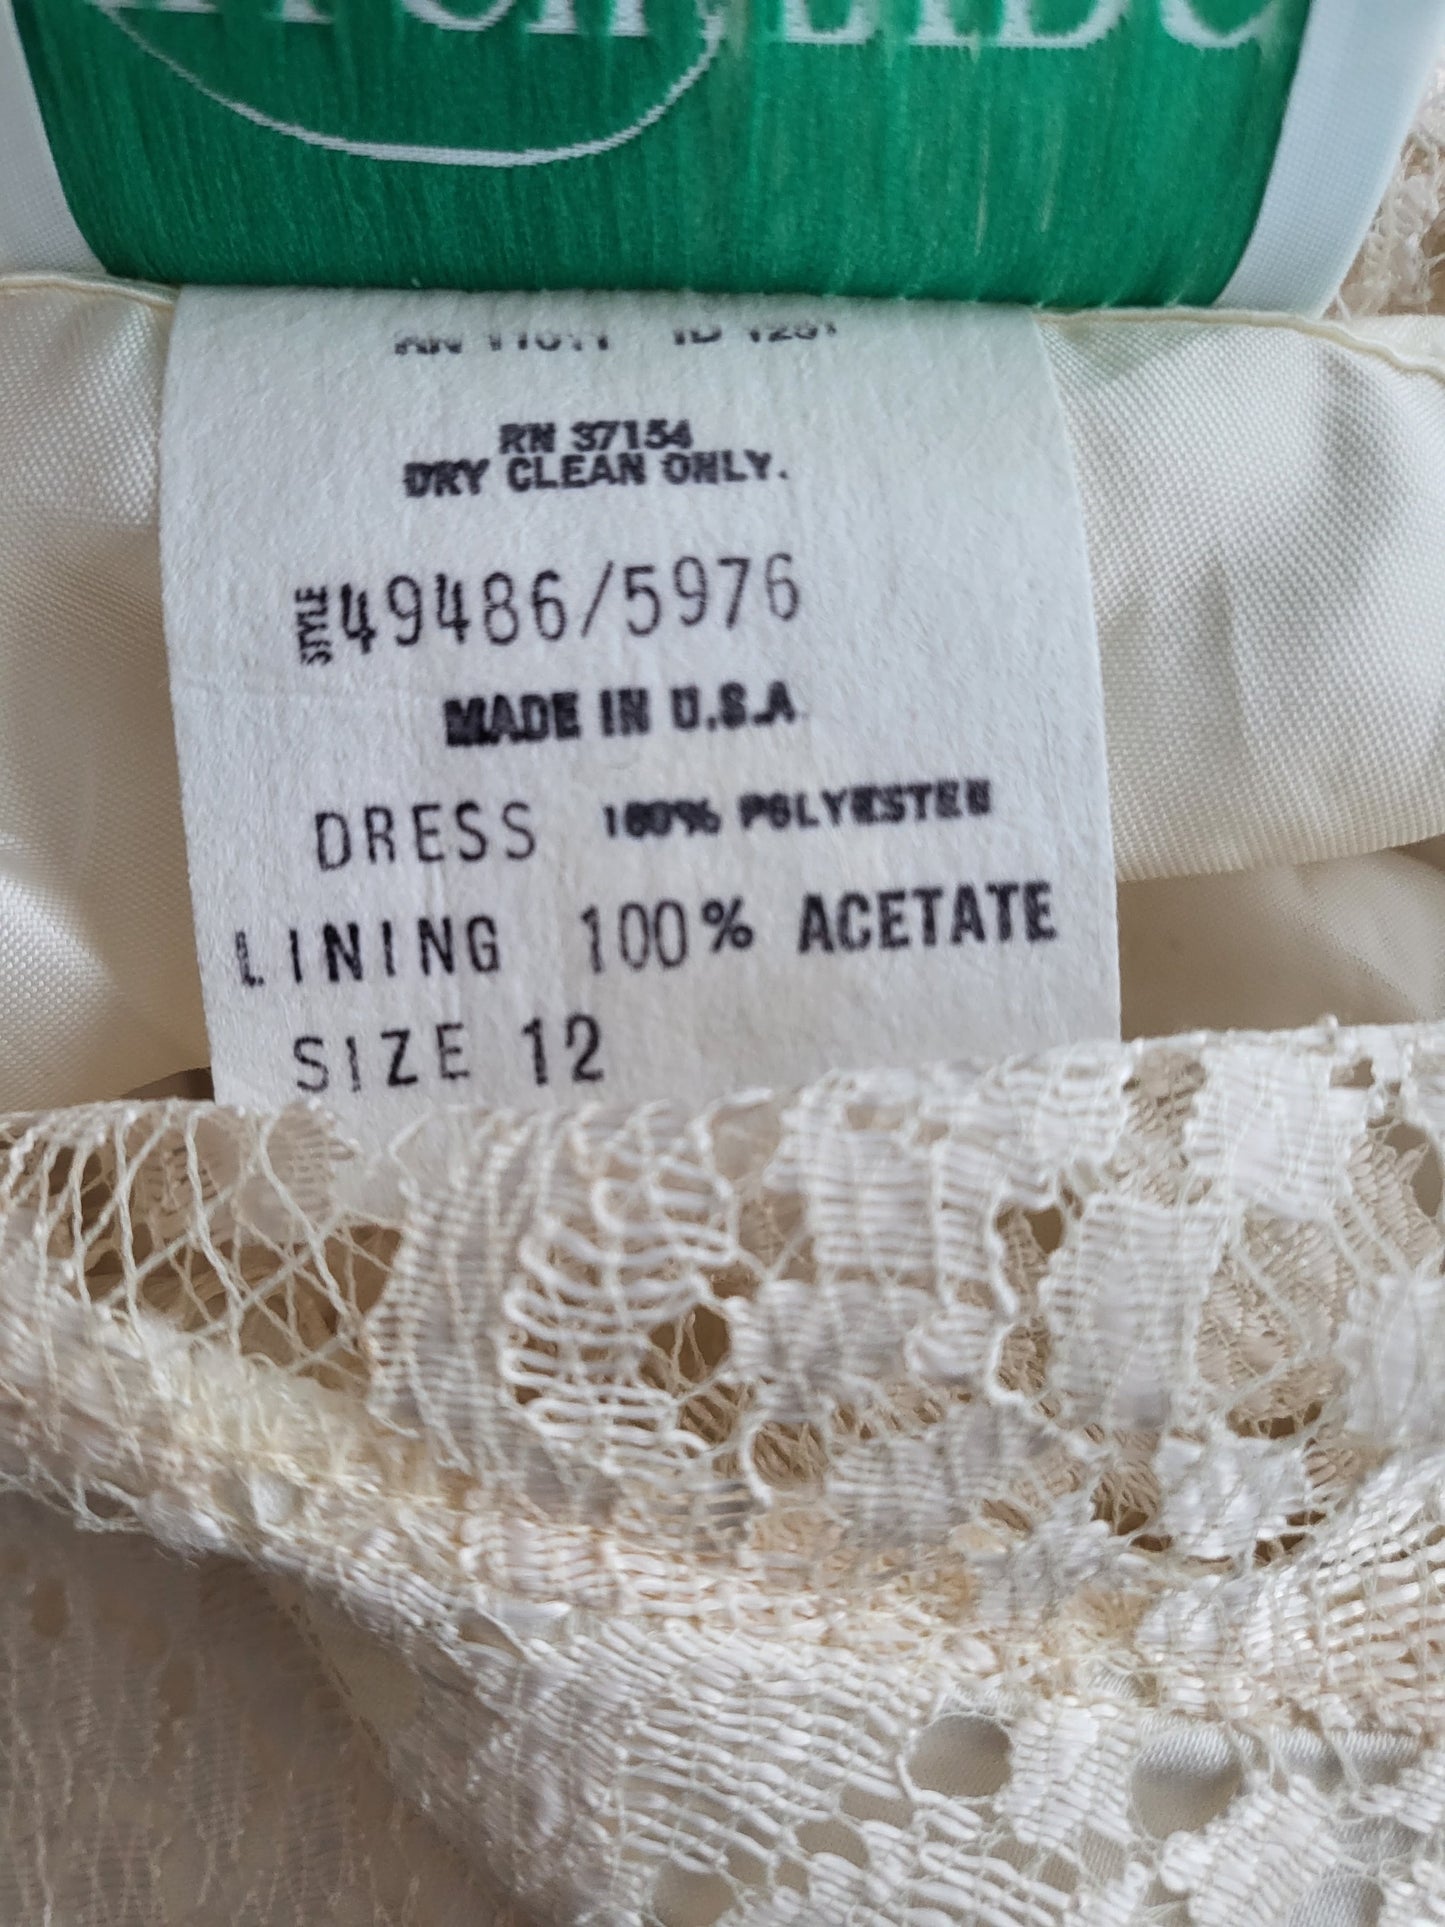 RN 37154
DRY CLEAN ONLY.
STYLE 49486/5976
MADE IN U.S.A.
DRESS 100% POLYESTER
LINING 100% ACETATE
SIZE 12